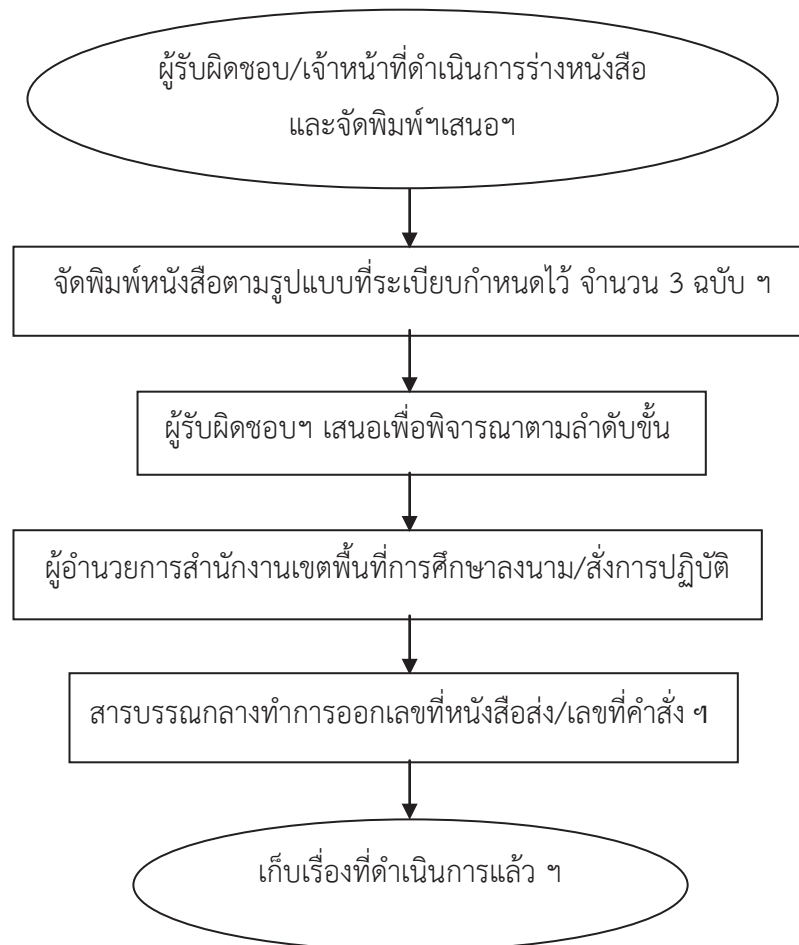 ผู้รับผิดชอบ/เจ้าหน้าที่ดำเนินการร่างหนังสือ
และจัดพิมพ์ฯเสนอฯ
จัดพิมพ์หนังสือตามรูปแบบที่ระเบียบกำหนดไว้ จำนวน 3 ฉบับ ฯ
ผู้รับผิดชอบฯ เสนอเพื่อพิจารณาตามลำดับขั้น
ผู้อำนวยการสำนักงานเขตพื้นที่การศึกษาลงนาม/สั่งการปฏิบัติ
สารบรรณกลางทำการออกเลขที่หนังสือส่ง/เลขที่คำสั่ง ฯ
เก็บเรื่องที่ดำเนินการแล้ว ฯ